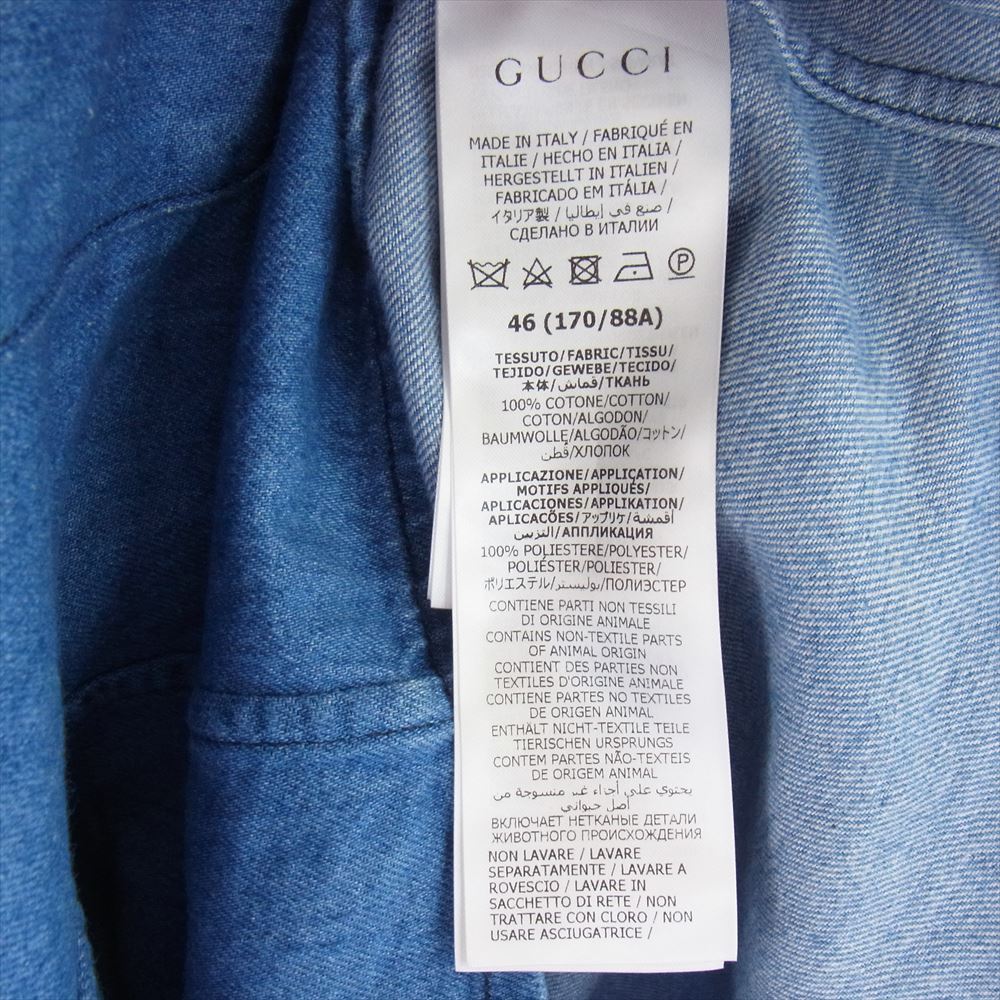 GUCCI
MADE IN ITALY / FABRIQUÉ EN
ITALIE / HECHO EN ITALIA /
HERGESTELLT IN ITALIEN /
FABRICADO EM ITÁLIA /
イタリア製 / صنع في إيطاليا /
СДЕЛАНО В ИТАЛИИ
P
46 (170/88A)
TESSUTO/FABRIC/TISSU/
TEJIDO/GEWEBE/TECIDO/
本体/قماش/ТКАНЬ
100% COTONE/COTTON/
COTON/ALGODON/
BAUMWOLLE/ALGODÃO/コットン/
قطن/ХЛОПОК
APPLICAZIONE/APPLICATION/
MOTIFS APPLIQUÉS/
APLICACIONES/APPLIKATION/
APLICACÕES/アップリケ/أقمشة
التزيين/АППЛИКАЦИЯ
100% POLIESTERE/POLYESTER/
POLIÉSTER/POLIESTER/
ポリエステル/بوليستر/ПОЛИЭСТЕР
CONTIENE PARTI NON TESSILI
DI ORIGINE ANIMALE
CONTAINS NON-TEXTILE PARTS
OF ANIMAL ORIGIN
CONTIENT DES PARTIES NON
TEXTILES D'ORIGINE ANIMALE
CONTIENE PARTES NO TEXTILES
DE ORIGEN ANIMAL
ENTHÄLT NICHT-TEXTILE TEILE
TIERISCHEN URSPRUNGS
CONTEM PARTES NÃO-TEXTEIS
DE ORIGEM ANIMAL
يحتوي على أجزاء غير منسوجة من
أصل حيواني
ВКЛЮЧАЕТ НЕТКАНЫЕ ДЕТАЛИ
ЖИВОТНОГО ПРОИСХОЖДЕНИЯ
NON LAVARE / LAVARE
SEPARATAMENTE / LAVARE A
ROVESCIO / LAVARE IN
SACCHETTO DI RETE / NON
TRATTARE CON CLORO / NON
USARE ASCIUGATRICE /